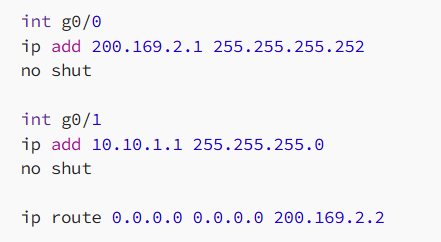 int g0/0
ip add 200.169.2.1 255.255.255.252
no shut
int g0/1
ip add 10.10.1.1 255.255.255.0
no shut
ip route 0.0.0.0 0.0.0.0 200.169.2.2